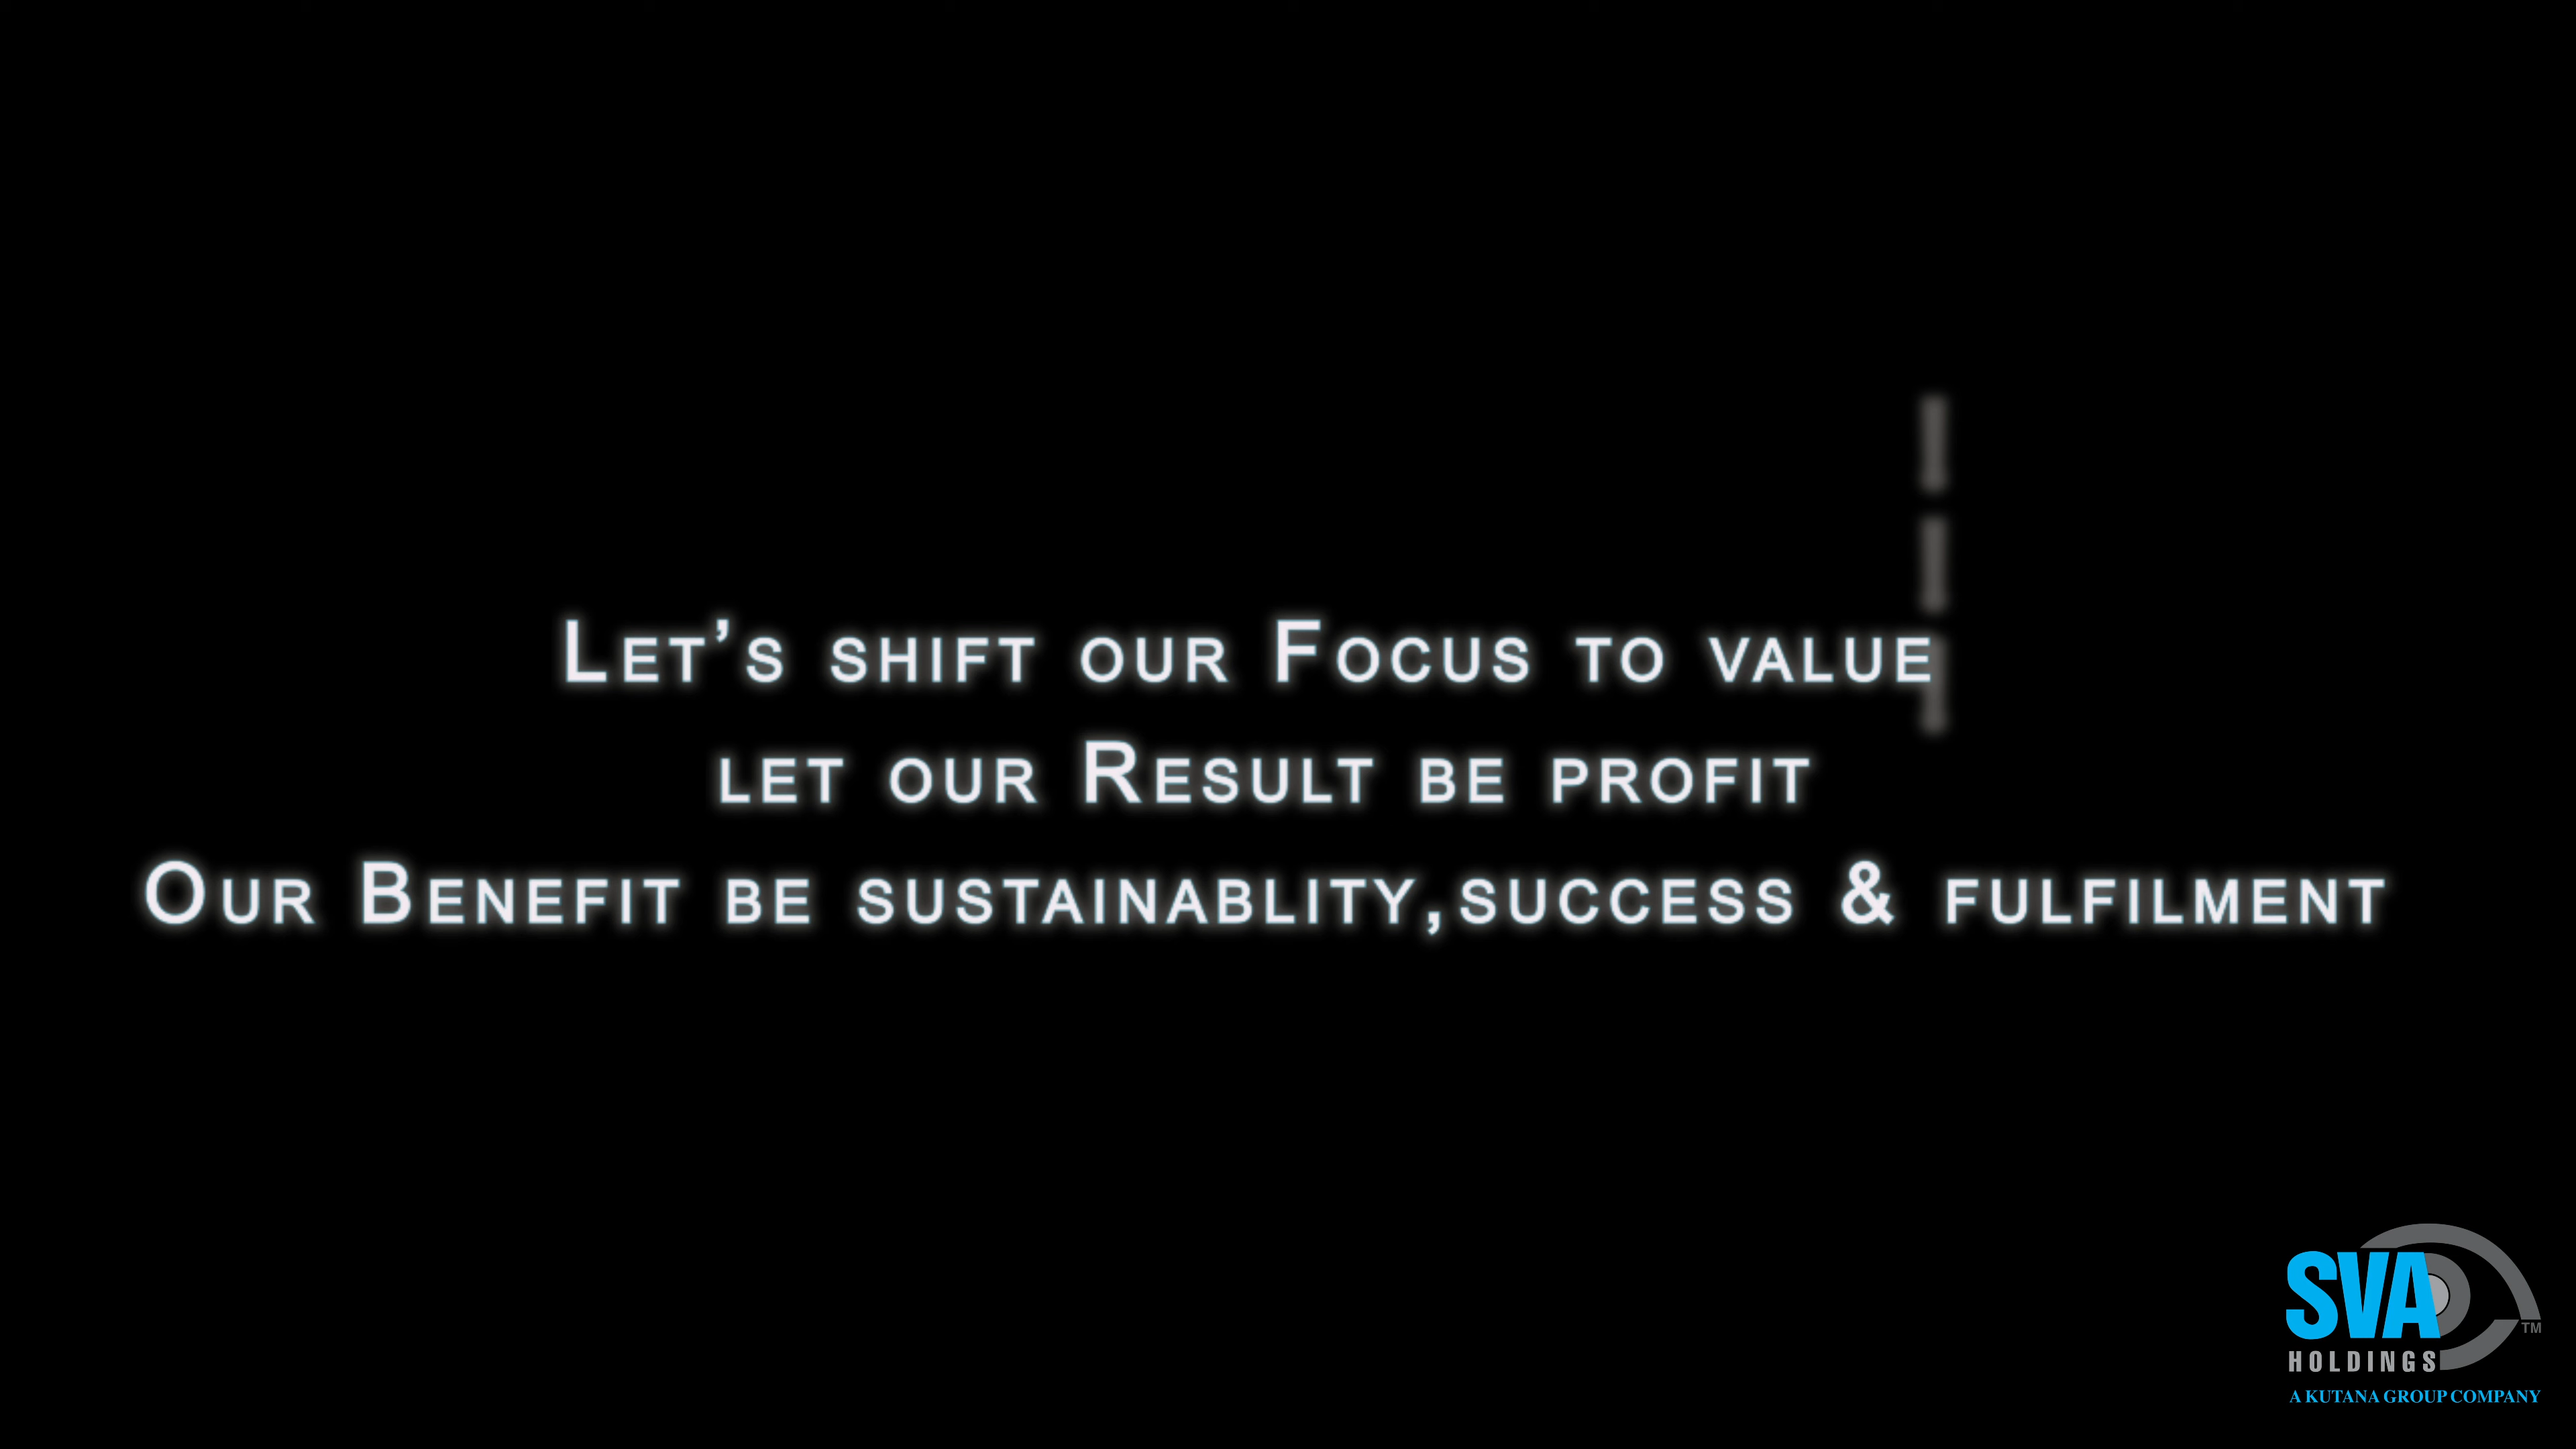 Let's shift our Focus to value
let our Result be profit
Our Benefit be sustainablity,success & fulfilment
SVA
TM
HOLDINGS
A KUTANA GROUP COMPANY